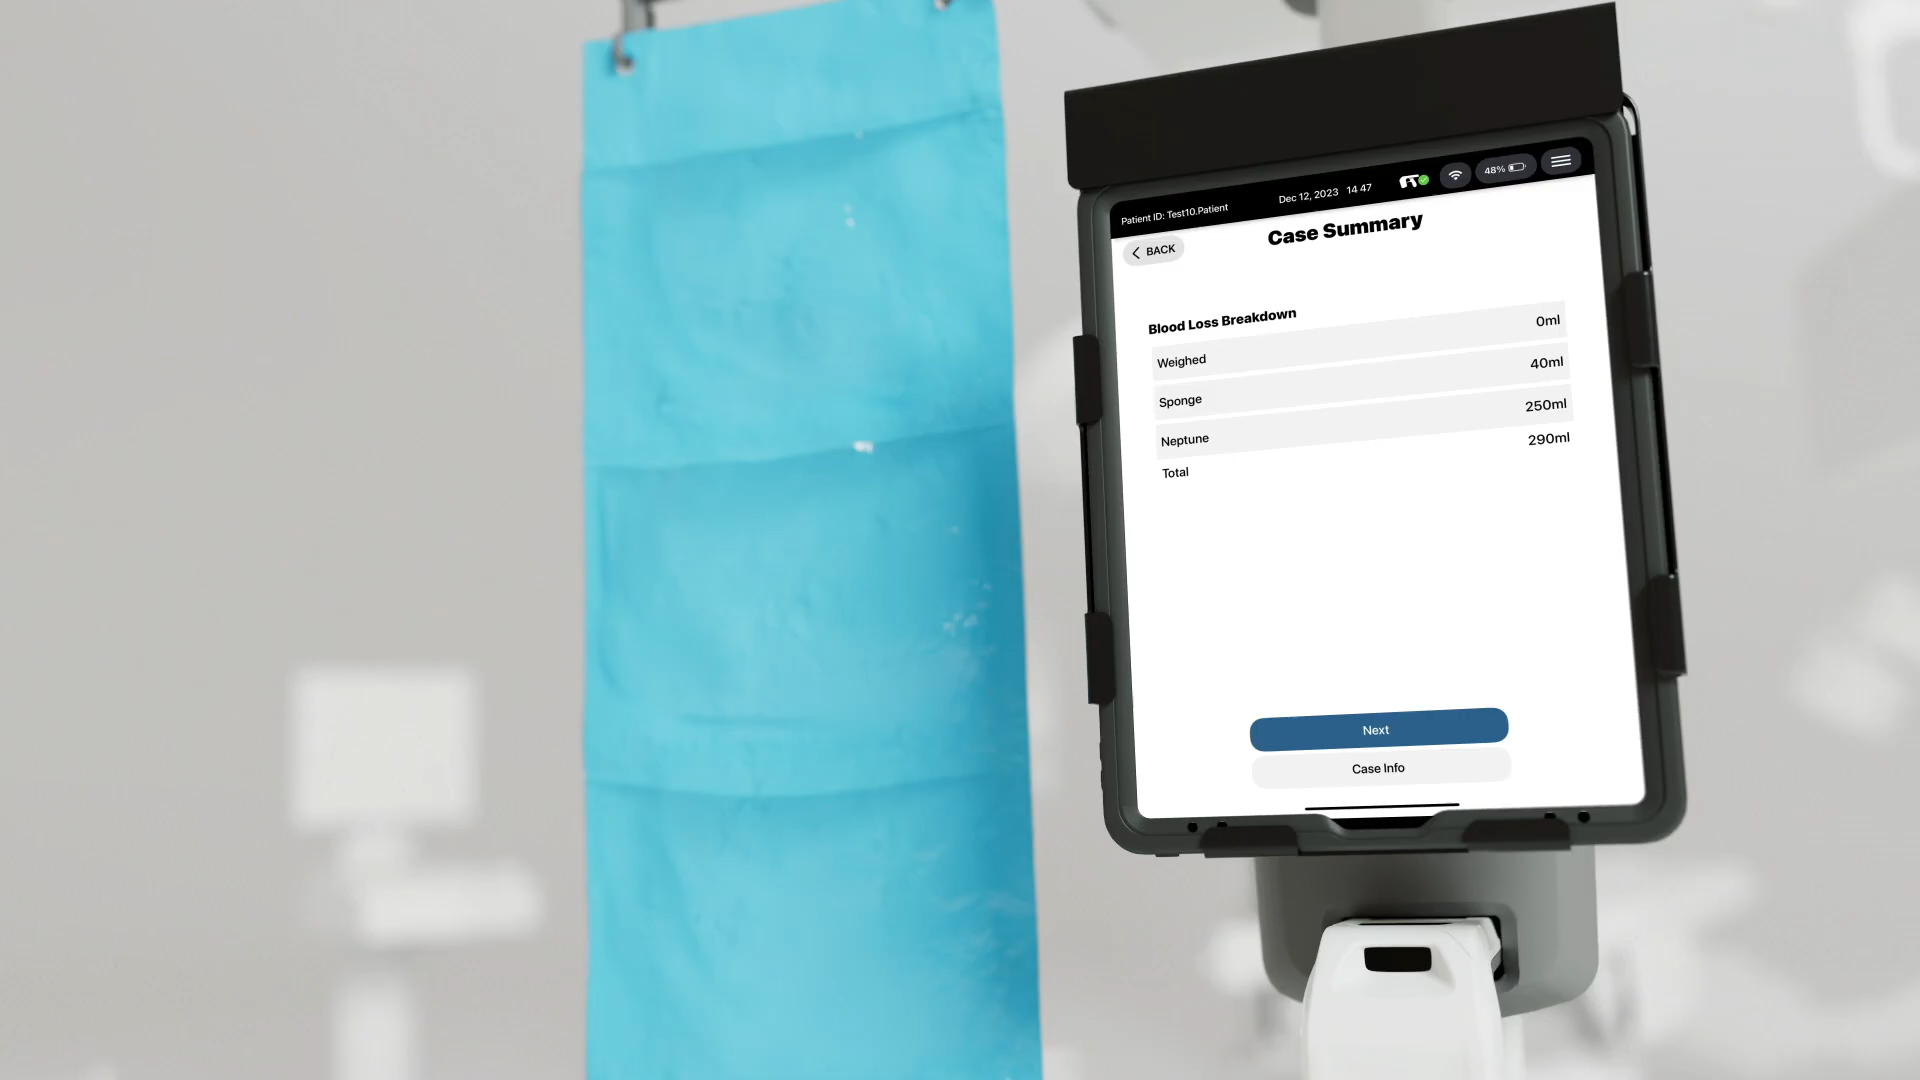 Patient ID: Test10.Patient
Dec 12, 2023 14 47
48%
BACK
Case Summary
Blood Loss Breakdown
Weighed 0ml
Sponge 40ml
Neptune 250ml
Total 290ml
Next
Case Info